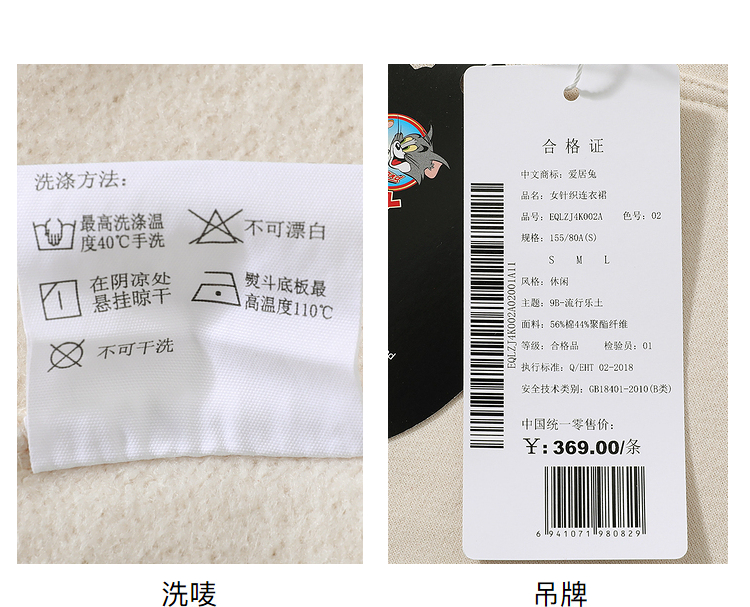 洗涤方法：
最高洗涤温
度40℃手洗
不可漂白
在阴凉处
悬挂晾干
熨斗底板最
高温度110℃
不可干洗
合格证
中文商标：爱居兔
品名：女针织连衣裙
品号：EQLZJ4K002A 色号：02
规格：155/80A(S)
S M L
风格：休闲
主题：9B-流行乐土
面料：56%棉44%聚酯纤维
等级：合格品 检验员：01
执行标准：Q/EHT 02-2018
安全技术类别：GB18401-2010(B类)
中国统一零售价：
¥:369.00/条
6 941071 980829
EQLZJ4K002A02001A11
洗唛
吊牌